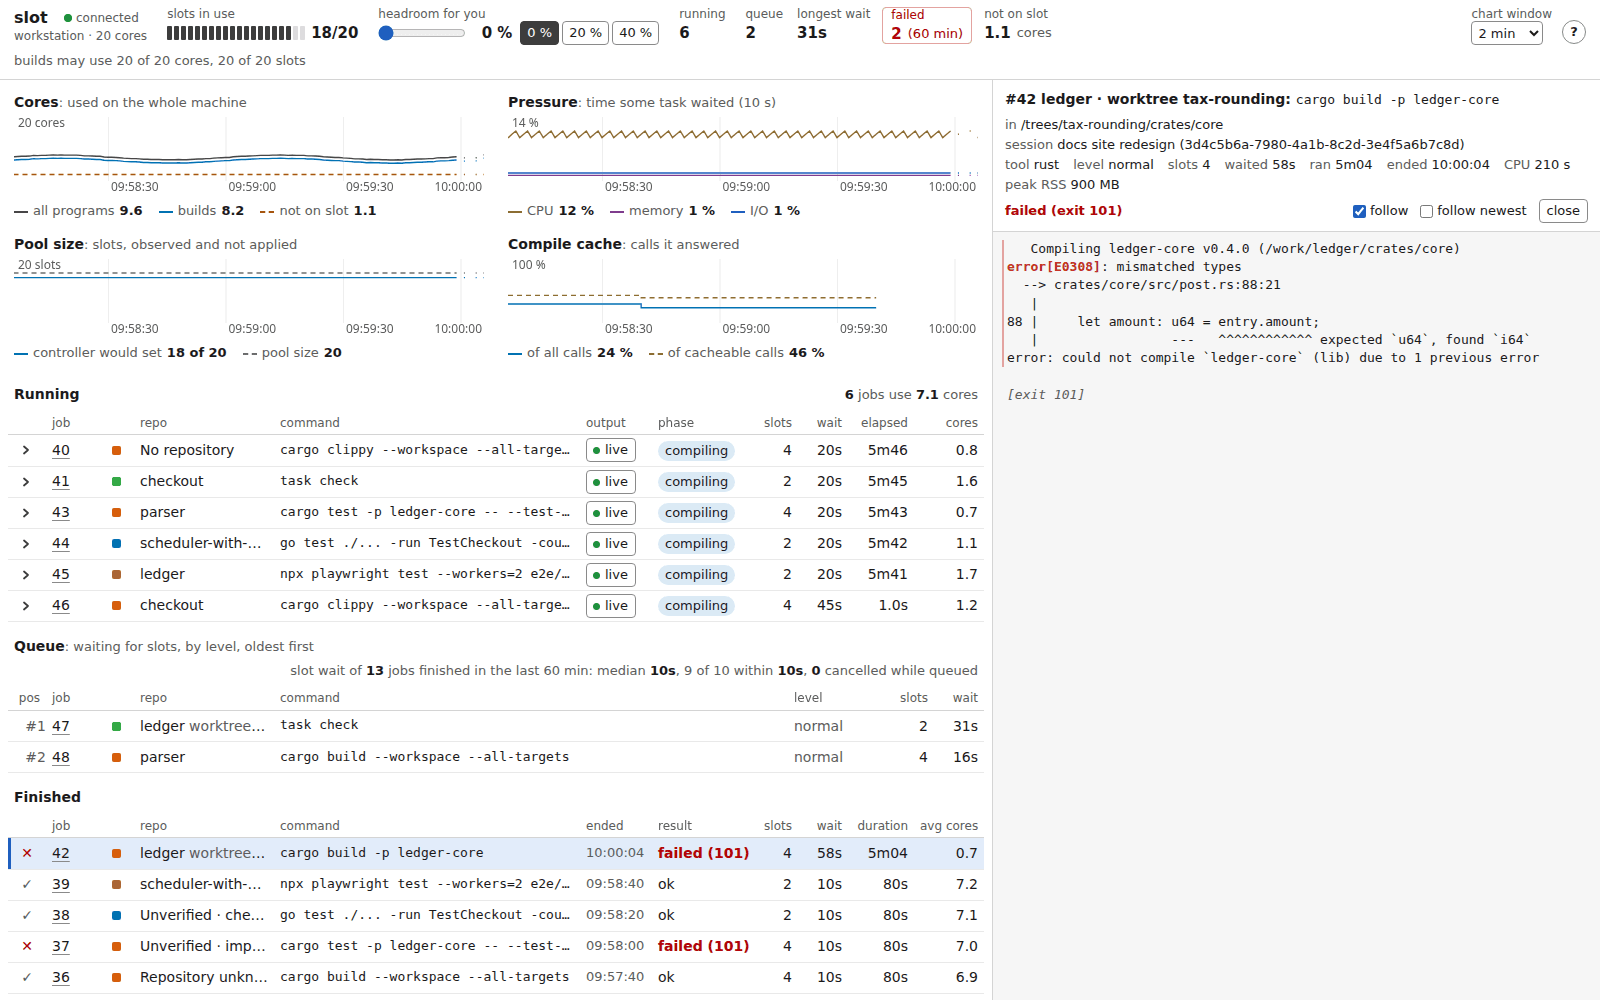 slot connected
workstation · 20 cores
slots in use
18/20
headroom for you
0 % 0 % 20 % 40 %
running
6
queue
2
longest wait
31s
failed
2 (60 min)
not on slot
1.1 cores
chart window
2 min
?
builds may use 20 of 20 cores, 20 of 20 slots
Cores: used on the whole machine
20 cores
09:58:30 09:59:00 09:59:30 10:00:00
all programs 9.6 builds 8.2 not on slot 1.1
Pressure: time some task waited (10 s)
14 %
09:58:30 09:59:00 09:59:30 10:00:00
CPU 12 % memory 1 % I/O 1 %
Pool size: slots, observed and not applied
20 slots
09:58:30 09:59:00 09:59:30 10:00:00
controller would set 18 of 20 pool size 20
Compile cache: calls it answered
100 %
09:58:30 09:59:00 09:59:30 10:00:00
of all calls 24 % of cacheable calls 46 %
Running 6 jobs use 7.1 cores
job repo command output phase slots wait elapsed cores
› 40 No repository cargo clippy --workspace --all-targe… live compiling 4 20s 5m46 0.8
› 41 checkout task check live compiling 2 20s 5m45 1.6
› 43 parser cargo test -p ledger-core -- --test-… live compiling 4 20s 5m43 0.7
› 44 scheduler-with-… go test ./... -run TestCheckout -cou… live compiling 2 20s 5m42 1.1
› 45 ledger npx playwright test --workers=2 e2e/… live compiling 2 20s 5m41 1.7
› 46 checkout cargo clippy --workspace --all-targe… live compiling 4 45s 1.0s 1.2
Queue: waiting for slots, by level, oldest first
slot wait of 13 jobs finished in the last 60 min: median 10s, 9 of 10 within 10s, 0 cancelled while queued
pos job repo command level slots wait
#1 47 ledger worktree… task check normal 2 31s
#2 48 parser cargo build --workspace --all-targets normal 4 16s
Finished
job repo command ended result slots wait duration avg cores
✕ 42 ledger worktree… cargo build -p ledger-core 10:00:04 failed (101) 4 58s 5m04 0.7
✓ 39 scheduler-with-… npx playwright test --workers=2 e2e/… 09:58:40 ok 2 10s 80s 7.2
✓ 38 Unverified · che… go test ./... -run TestCheckout -cou… 09:58:20 ok 2 10s 80s 7.1
✕ 37 Unverified · imp… cargo test -p ledger-core -- --test-… 09:58:00 failed (101) 4 10s 80s 7.0
✓ 36 Repository unkn… cargo build --workspace --all-targets 09:57:40 ok 4 10s 80s 6.9
#42 ledger · worktree tax-rounding: cargo build -p ledger-core
in /trees/tax-rounding/crates/core
session docs site redesign (3d4c5b6a-7980-4a1b-8c2d-3e4f5a6b7c8d)
tool rust level normal slots 4 waited 58s ran 5m04 ended 10:00:04 CPU 210 s
peak RSS 900 MB
failed (exit 101) follow follow newest close
   Compiling ledger-core v0.4.0 (/work/ledger/crates/core)
error[E0308]: mismatched types
  --> crates/core/src/post.rs:88:21
   |
88 |     let amount: u64 = entry.amount;
   |                 ---   ^^^^^^^^^^^^ expected `u64`, found `i64`
error: could not compile `ledger-core` (lib) due to 1 previous error
[exit 101]